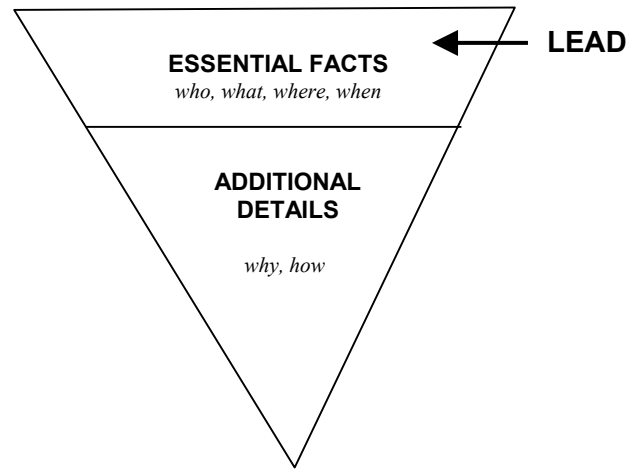 LEAD
ESSENTIAL FACTS
who, what, where, when
ADDITIONAL
DETAILS
why, how